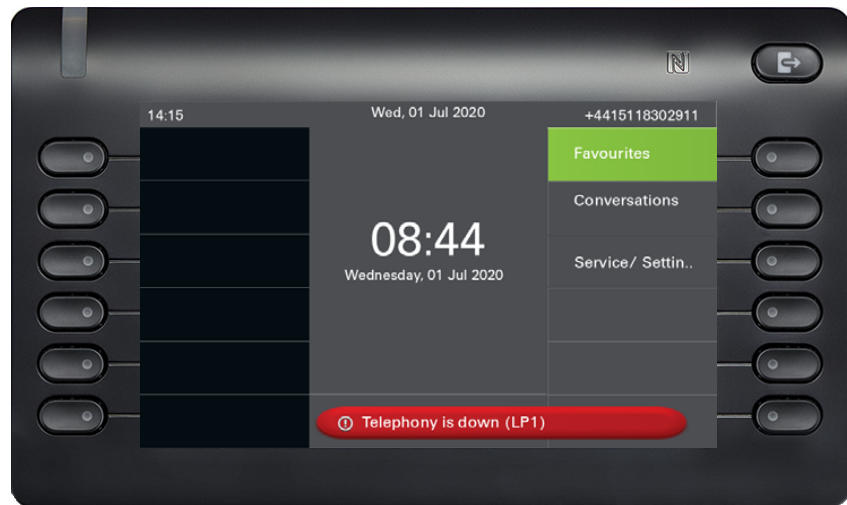 14:15
Wed, 01 Jul 2020
+4415118302911
Favourites
Conversations
08:44
Wednesday, 01 Jul 2020
Service/ Settin..
Telephony is down (LP1)